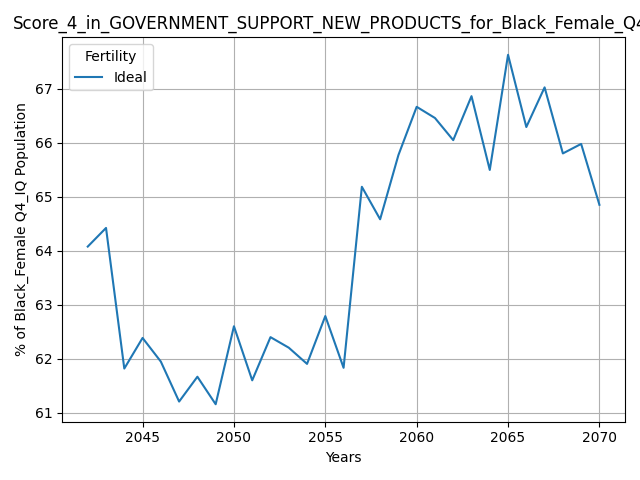 Score_4_in_GOVERNMENT_SUPPORT_NEW_PRODUCTS_for_Black_Female_Q4
Fertility
Ideal
% of Black_Female Q4_IQ Population
67
66
65
64
63
62
61
2045 2050 2055 2060 2065 2070
Years